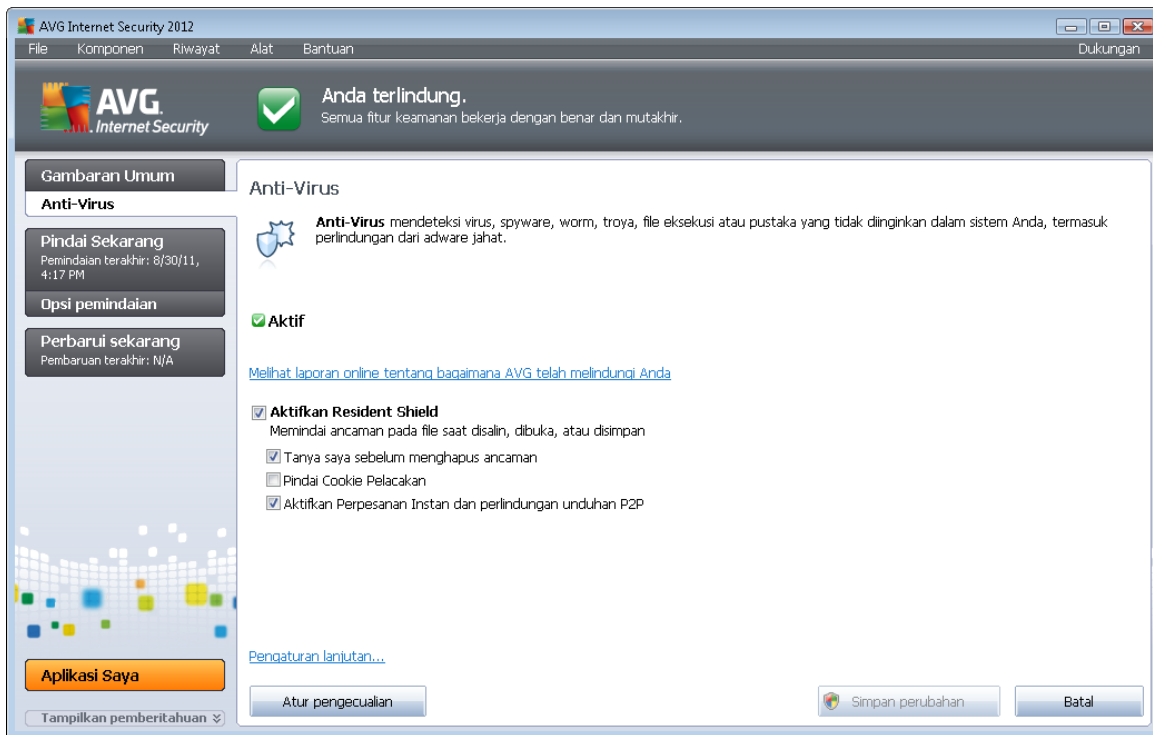 AVG Internet Security 2012
File Komponen Riwayat Alat Bantuan Dukungan
AVG.
Internet Security
Anda terlindung.
Semua fitur keamanan bekerja dengan benar dan mutakhir.
Gambaran Umum
Anti-Virus
Pindai Sekarang
Pemindaian terakhir: 8/30/11,
4:17 PM
Opsi pemindaian
Perbarui sekarang
Pembaruan terakhir: N/A
Aplikasi Saya
Tampilkan pemberitahuan
Anti-Virus
Anti-Virus mendeteksi virus, spyware, worm, troya, file eksekusi atau pustaka yang tidak diinginkan dalam sistem Anda, termasuk
perlindungan dari adware jahat.
Aktif
Melihat laporan online tentang bagaimana AVG telah melindungi Anda
Aktifkan Resident Shield
Memindai ancaman pada file saat disalin, dibuka, atau disimpan
Tanya saya sebelum menghapus ancaman
Pindai Cookie Pelacakan
Aktifkan Perpesanan Instan dan perlindungan unduhan P2P
Pengaturan lanjutan...
Atur pengecualian
Simpan perubahan
Batal